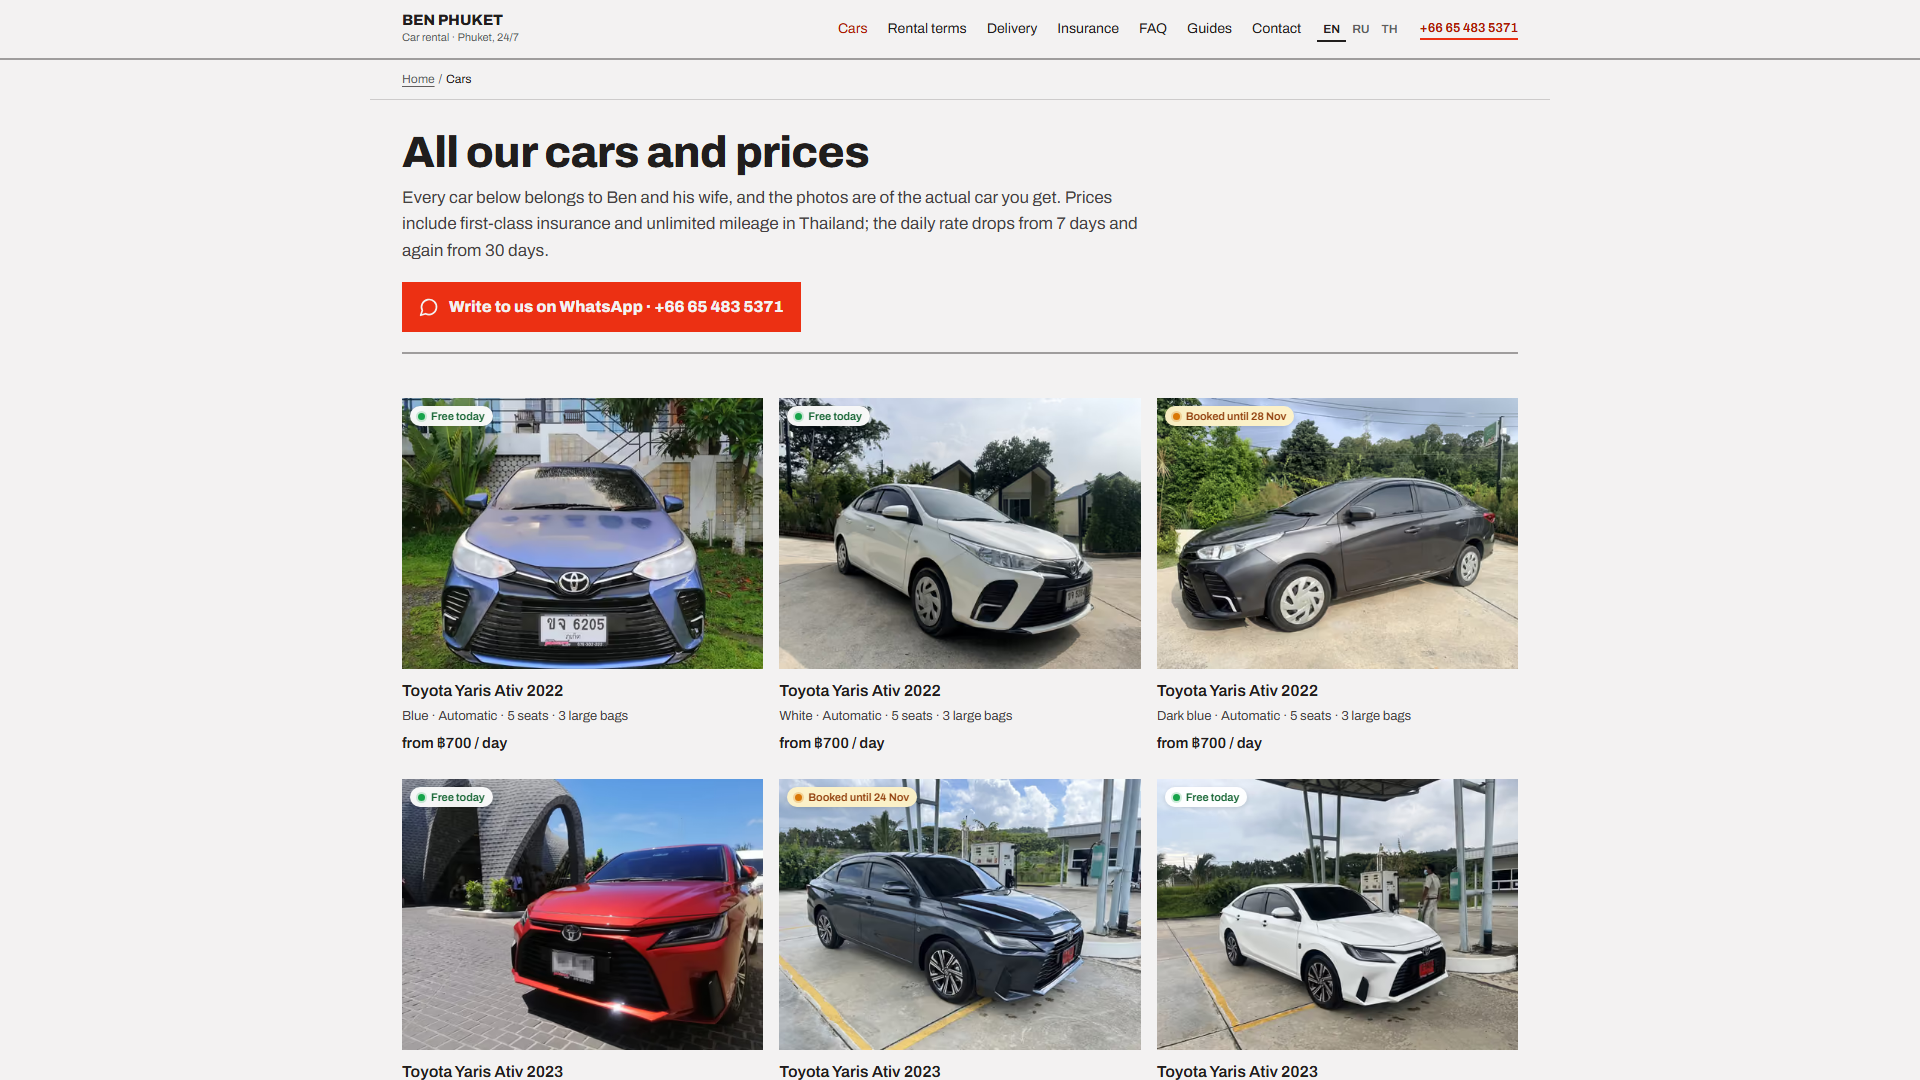 BEN PHUKET
Car rental · Phuket, 24/7
Cars Rental terms Delivery Insurance FAQ Guides Contact EN RU TH +66 65 483 5371
Home / Cars
All our cars and prices
Every car below belongs to Ben and his wife, and the photos are of the actual car you get. Prices
include first-class insurance and unlimited mileage in Thailand; the daily rate drops from 7 days and
again from 30 days.
Write to us on WhatsApp · +66 65 483 5371
Free today
ขจ 6205
ภูเก็ต
Toyota Yaris Ativ 2022
Blue · Automatic · 5 seats · 3 large bags
from ฿700 / day
Free today
Toyota Yaris Ativ 2022
White · Automatic · 5 seats · 3 large bags
from ฿700 / day
Booked until 28 Nov
Toyota Yaris Ativ 2022
Dark blue · Automatic · 5 seats · 3 large bags
from ฿700 / day
Free today
Toyota Yaris Ativ 2023
Booked until 24 Nov
Toyota Yaris Ativ 2023
Free today
Toyota Yaris Ativ 2023